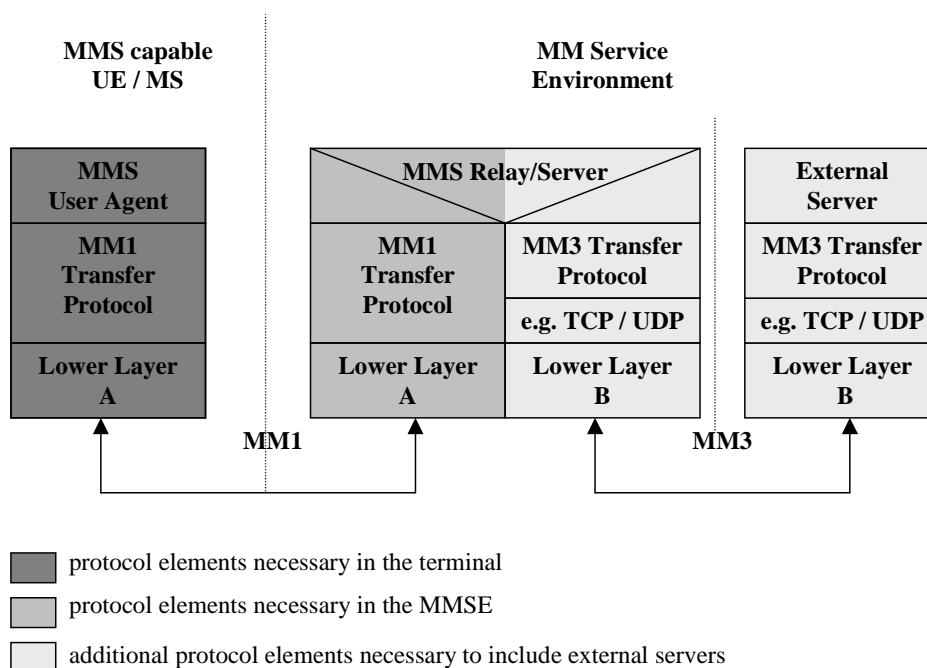 MMS capable
UE / MS
MM Service
Environment
MMS
User Agent
MM1
Transfer
Protocol
Lower Layer
A
MMS Relay/Server
MM1
Transfer
Protocol
Lower Layer
A
MM3 Transfer
Protocol
e.g. TCP / UDP
Lower Layer
B
External
Server
MM3 Transfer
Protocol
e.g. TCP / UDP
Lower Layer
B
MM1
MM3
protocol elements necessary in the terminal
protocol elements necessary in the MMSE
additional protocol elements necessary to include external servers